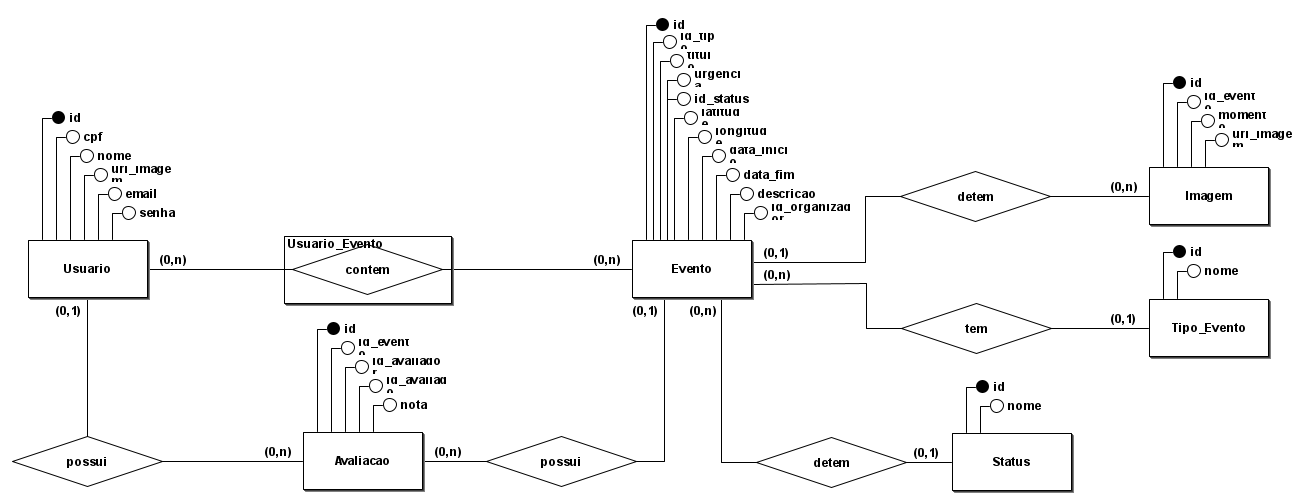 id
cpf
nome
url_image
m
email
senha
Usuario
(0,n)
(0,1)
Usuario_Evento
contem
(0,n)
id
id_tip
o
titul
o
urgenci
a
id_status
latitud
e
longitud
e
data_inici
o
data_fim
descricao
id_organizad
or
Evento
(0,1)
(0,n)
(0,1)
(0,n)
detem
(0,n)
id
id_event
o
moment
o
url_image
m
Imagem
tem
(0,1)
id
nome
Tipo_Evento
possui
(0,n)
id
id_event
o
id_avaliado
r
id_avaliad
o
nota
Avaliacao
(0,n)
possui
detem
(0,1)
id
nome
Status